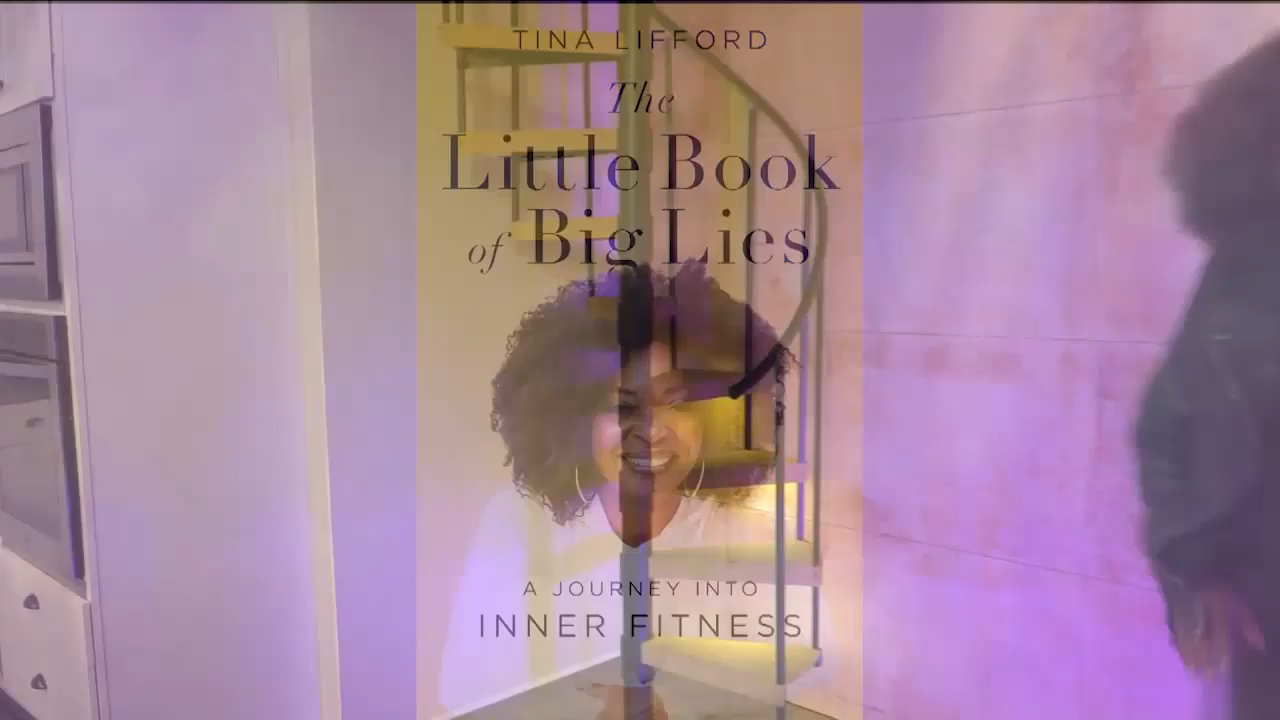 TINA LIFFORD
The
Little Book
of Big Lies
A JOURNEY INTO
INNER FITNESS